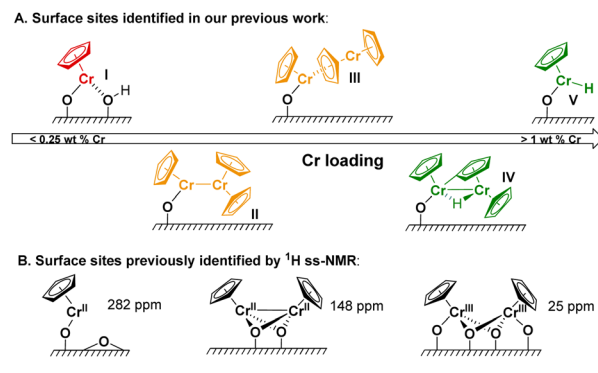 A. Surface sites identified in our previous work:
Cr I O O H
Cr Cr III O
Cr H O V
< 0.25 wt % Cr > 1 wt % Cr
Cr loading
Cr Cr O II
IV Cr Cr H O
B. Surface sites previously identified by ¹H ss-NMR:
Cr^II O O 282 ppm
Cr^II Cr^II O O 148 ppm
Cr^III Cr^III O O O O 25 ppm